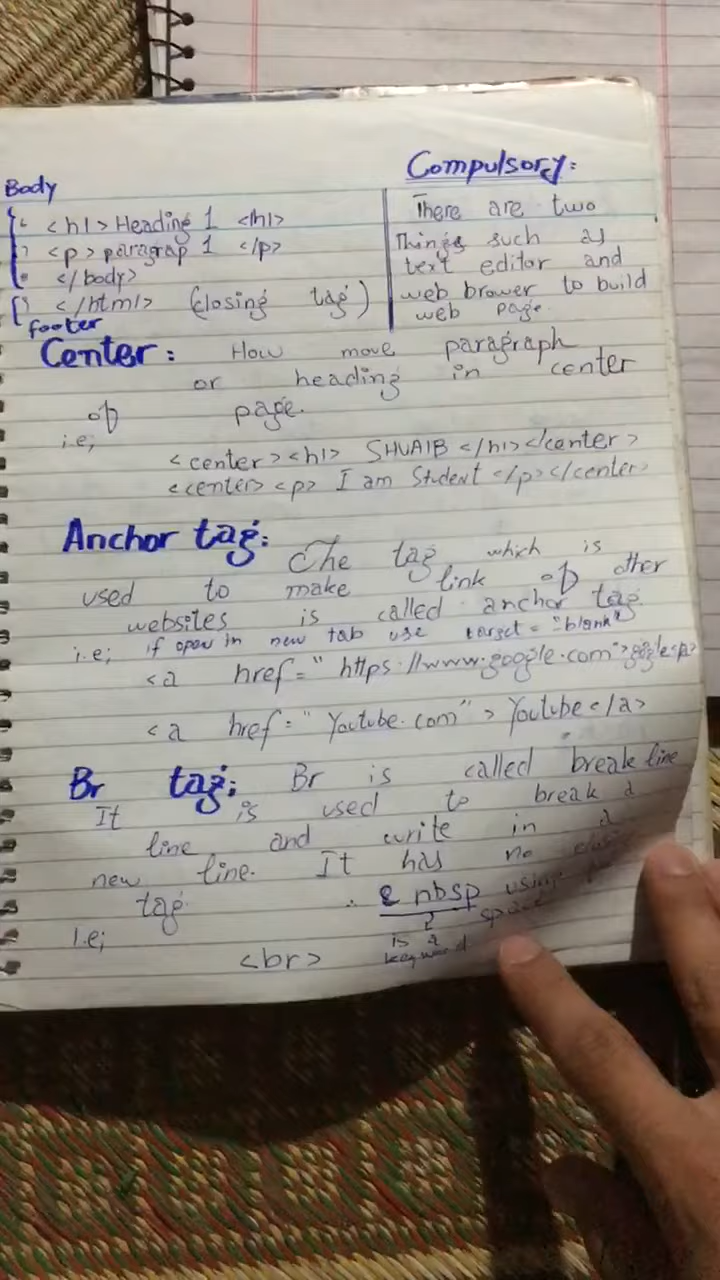 Body
<h1> Heading 1 </h1>
<p> paragrap 1 </p>
</body>
</html> (closing tag)
footer
Compulsory:
There are two
Things such as
text editor and
web brower to build
web page.
Center: How move paragraph
or heading in center
of page.
i.e;
<center><h1> SHUAIB </h1></center>
<center><p> I am Student </p></center>
Anchor tag: The tag which is
used to make link of other
websites is called anchor tag.
i.e; if open in new tab use target="blank"
<a href="https://www.google.com">
<a href="Youtube.com"> Youtube </a>
Br tag; Br is called break line
It is used to break a
line and write in a
new line. It has no
tag. ∴ & nbsp using
is a space
keyword
I.e;
<br>